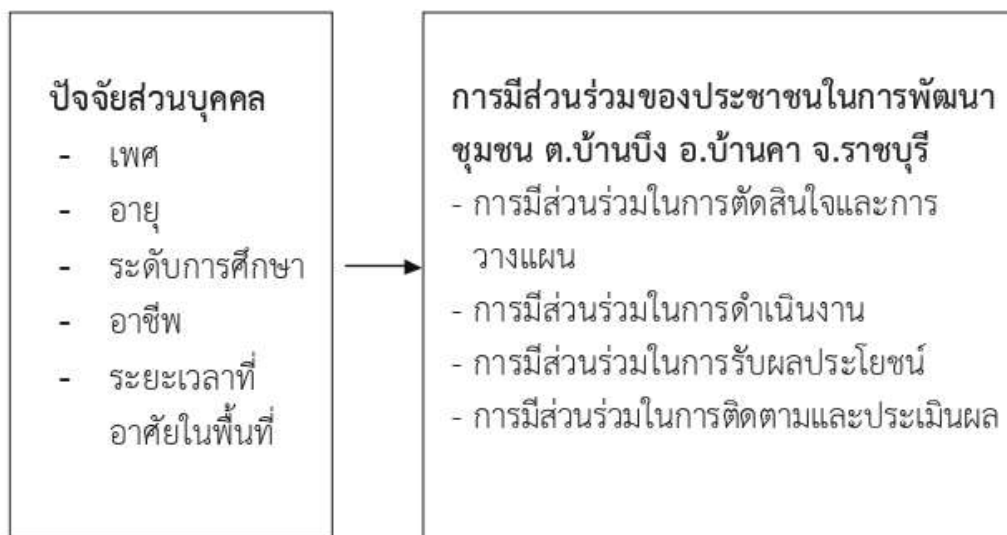 ปัจจัยส่วนบุคคล
- เพศ
- อายุ
- ระดับการศึกษา
- อาชีพ
- ระยะเวลาที่
อาศัยในพื้นที่
การมีส่วนร่วมของประชาชนในการพัฒนา
ชุมชน ต.บ้านบึง อ.บ้านคา จ.ราชบุรี
- การมีส่วนร่วมในการตัดสินใจและการ
วางแผน
- การมีส่วนร่วมในการดำเนินงาน
- การมีส่วนร่วมในการรับผลประโยชน์
- การมีส่วนร่วมในการติดตามและประเมินผล